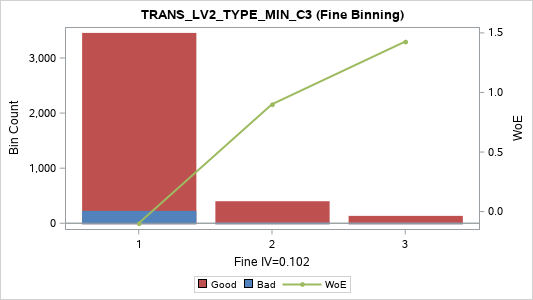 TRANS_LV2_TYPE_MIN_C3 (Fine Binning)
Bin Count
3,000
2,000
1,000
0
1.5
1.0
0.5
0.0
WoE
1
2
3
Fine IV=0.102
Good
Bad
WoE